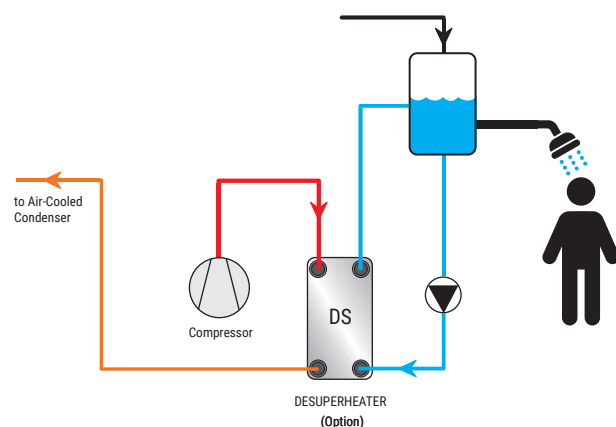 to Air-Cooled
Condenser
Compressor
DS
DESUPERHEATER
(Option)